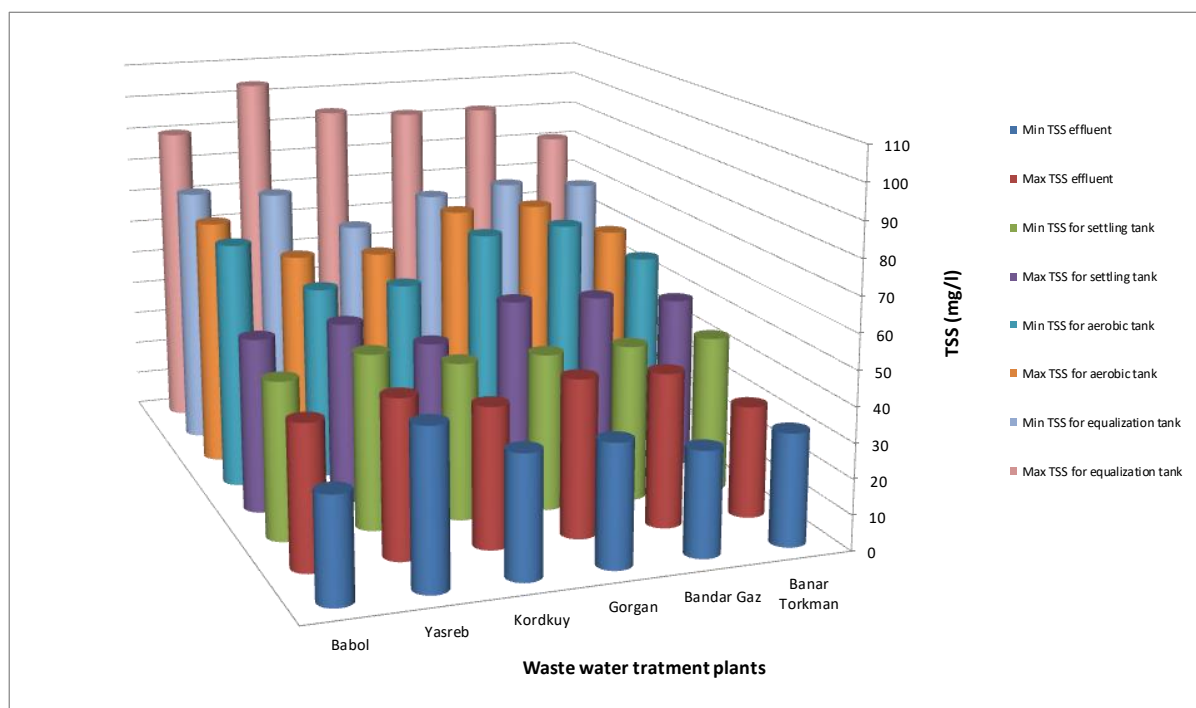 110
100
90
80
70
60
50
40
30
20
10
0
TSS (mg/l)
Babol
Yasreb
Kordkuy
Gorgan
Bandar Gaz
Banar
Torkman
Waste water tratment plants
Min TSS effluent
Max TSS effluent
Min TSS for settling tank
Max TSS for settling tank
Min TSS for aerobic tank
Max TSS for aerobic tank
Min TSS for equalization tank
Max TSS for equalization tank